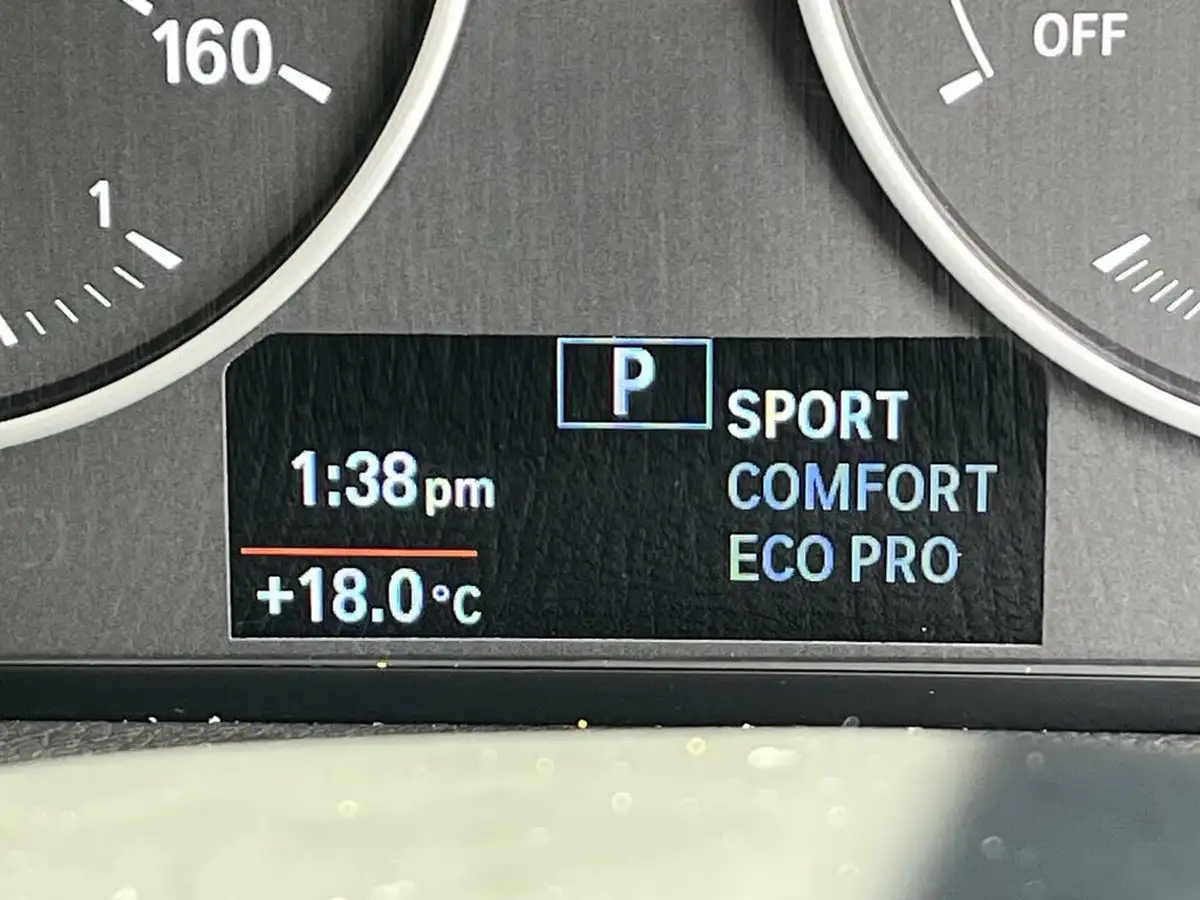 160
OFF
1
P
SPORT
COMFORT
ECO PRO
1:38pm
+18.0°C